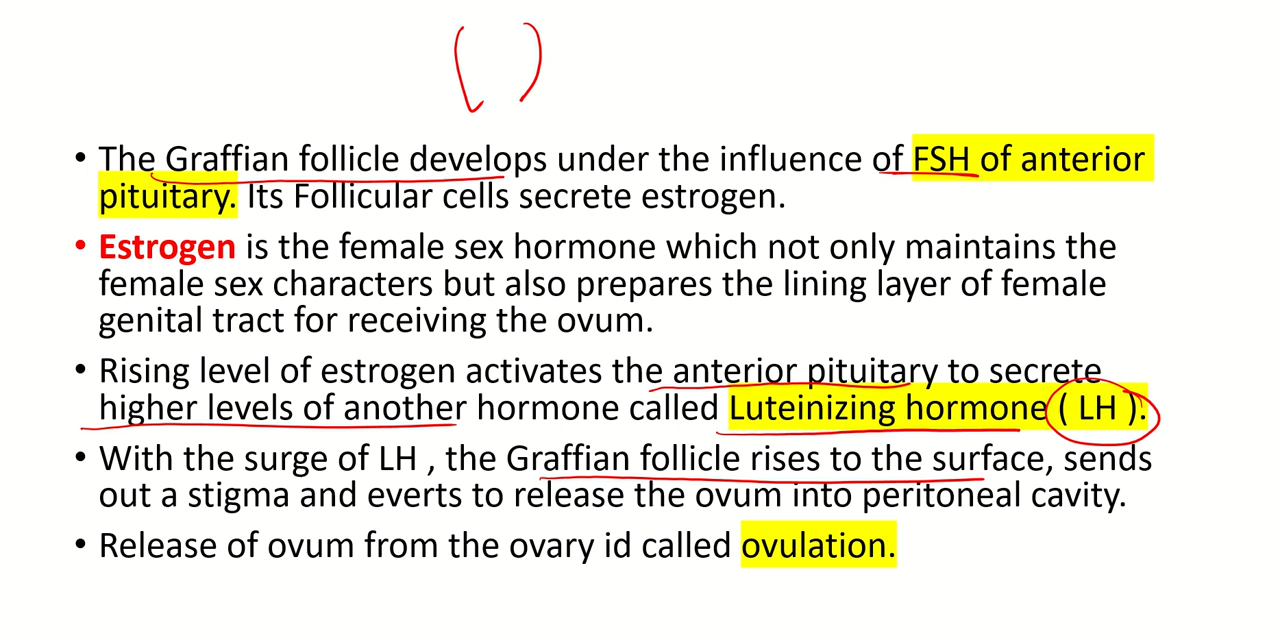 • The Graffian follicle develops under the influence of FSH of anterior
pituitary. Its Follicular cells secrete estrogen.
• Estrogen is the female sex hormone which not only maintains the
female sex characters but also prepares the lining layer of female
genital tract for receiving the ovum.
• Rising level of estrogen activates the anterior pituitary to secrete
higher levels of another hormone called Luteinizing hormone ( LH ).
• With the surge of LH , the Graffian follicle rises to the surface, sends
out a stigma and everts to release the ovum into peritoneal cavity.
• Release of ovum from the ovary id called ovulation.